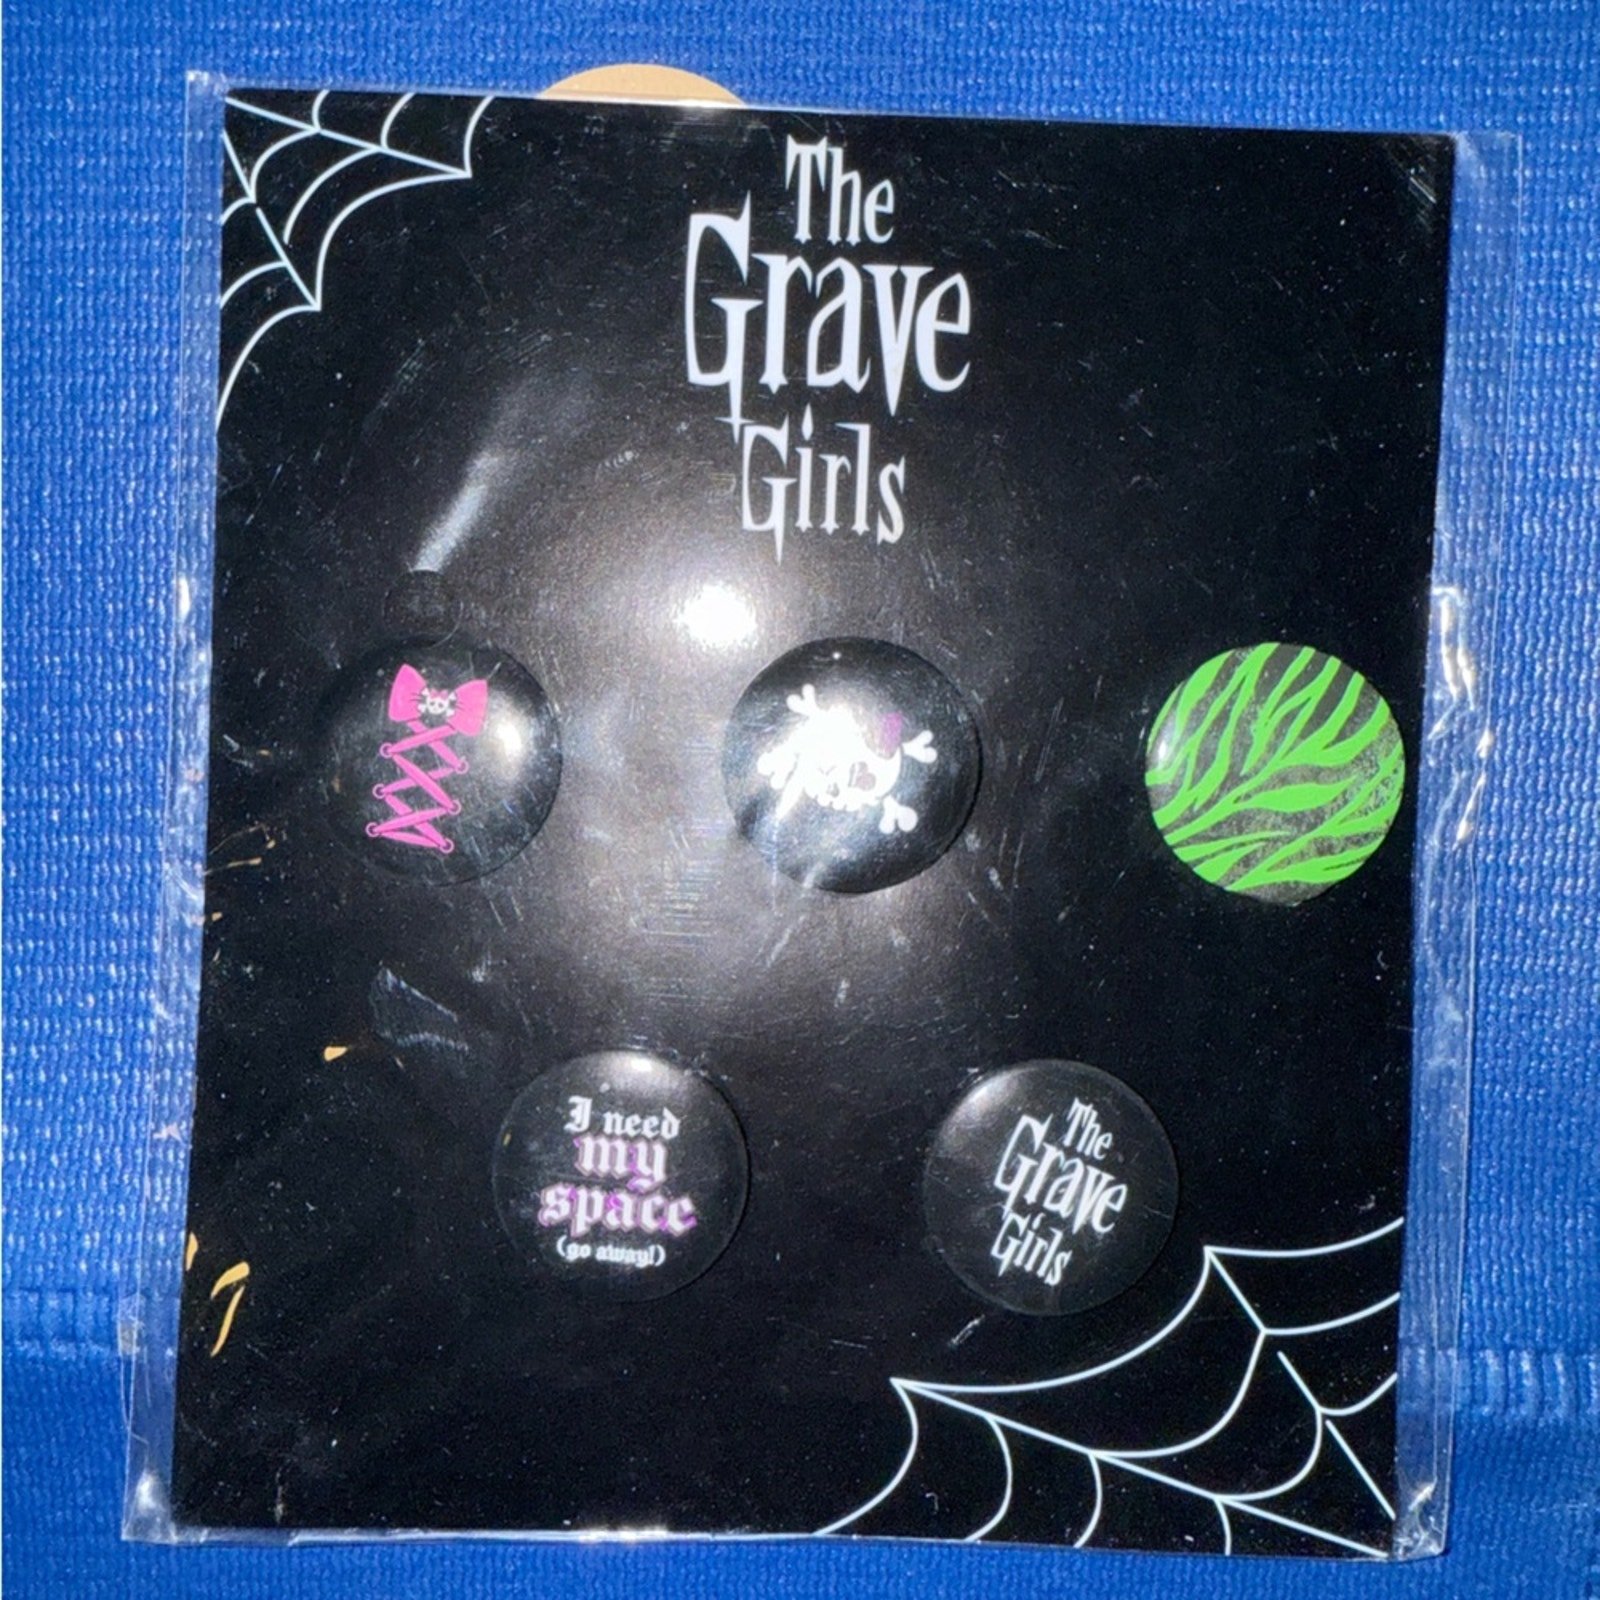 The
Grave
Girls
I need
my
space
(go away!)
The
Grave
Girls